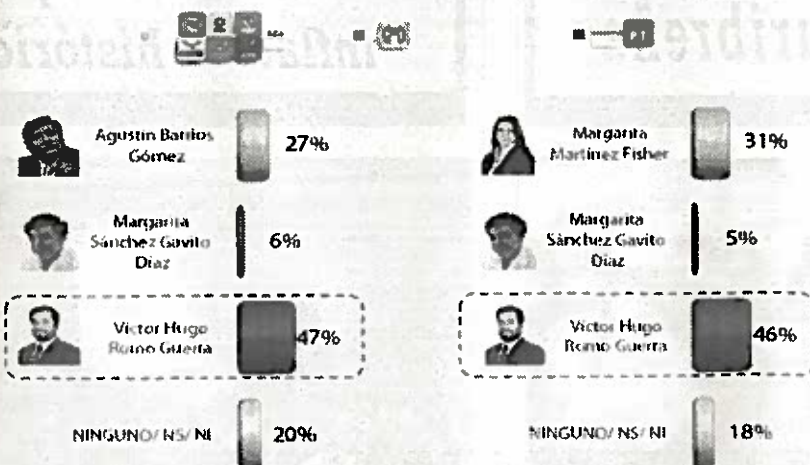 P T
Agustín Barrios
Gómez
27%
Margarita
Sánchez Gavito
Díaz
6%
Víctor Hugo
Romo Guerra
47%
NINGUNO/ NS/ NI
20%
Margarita
Martínez Fisher
31%
Margarita
Sánchez Gavito
Díaz
5%
Víctor Hugo
Romo Guerra
46%
NINGUNO/ NS/ NI
18%